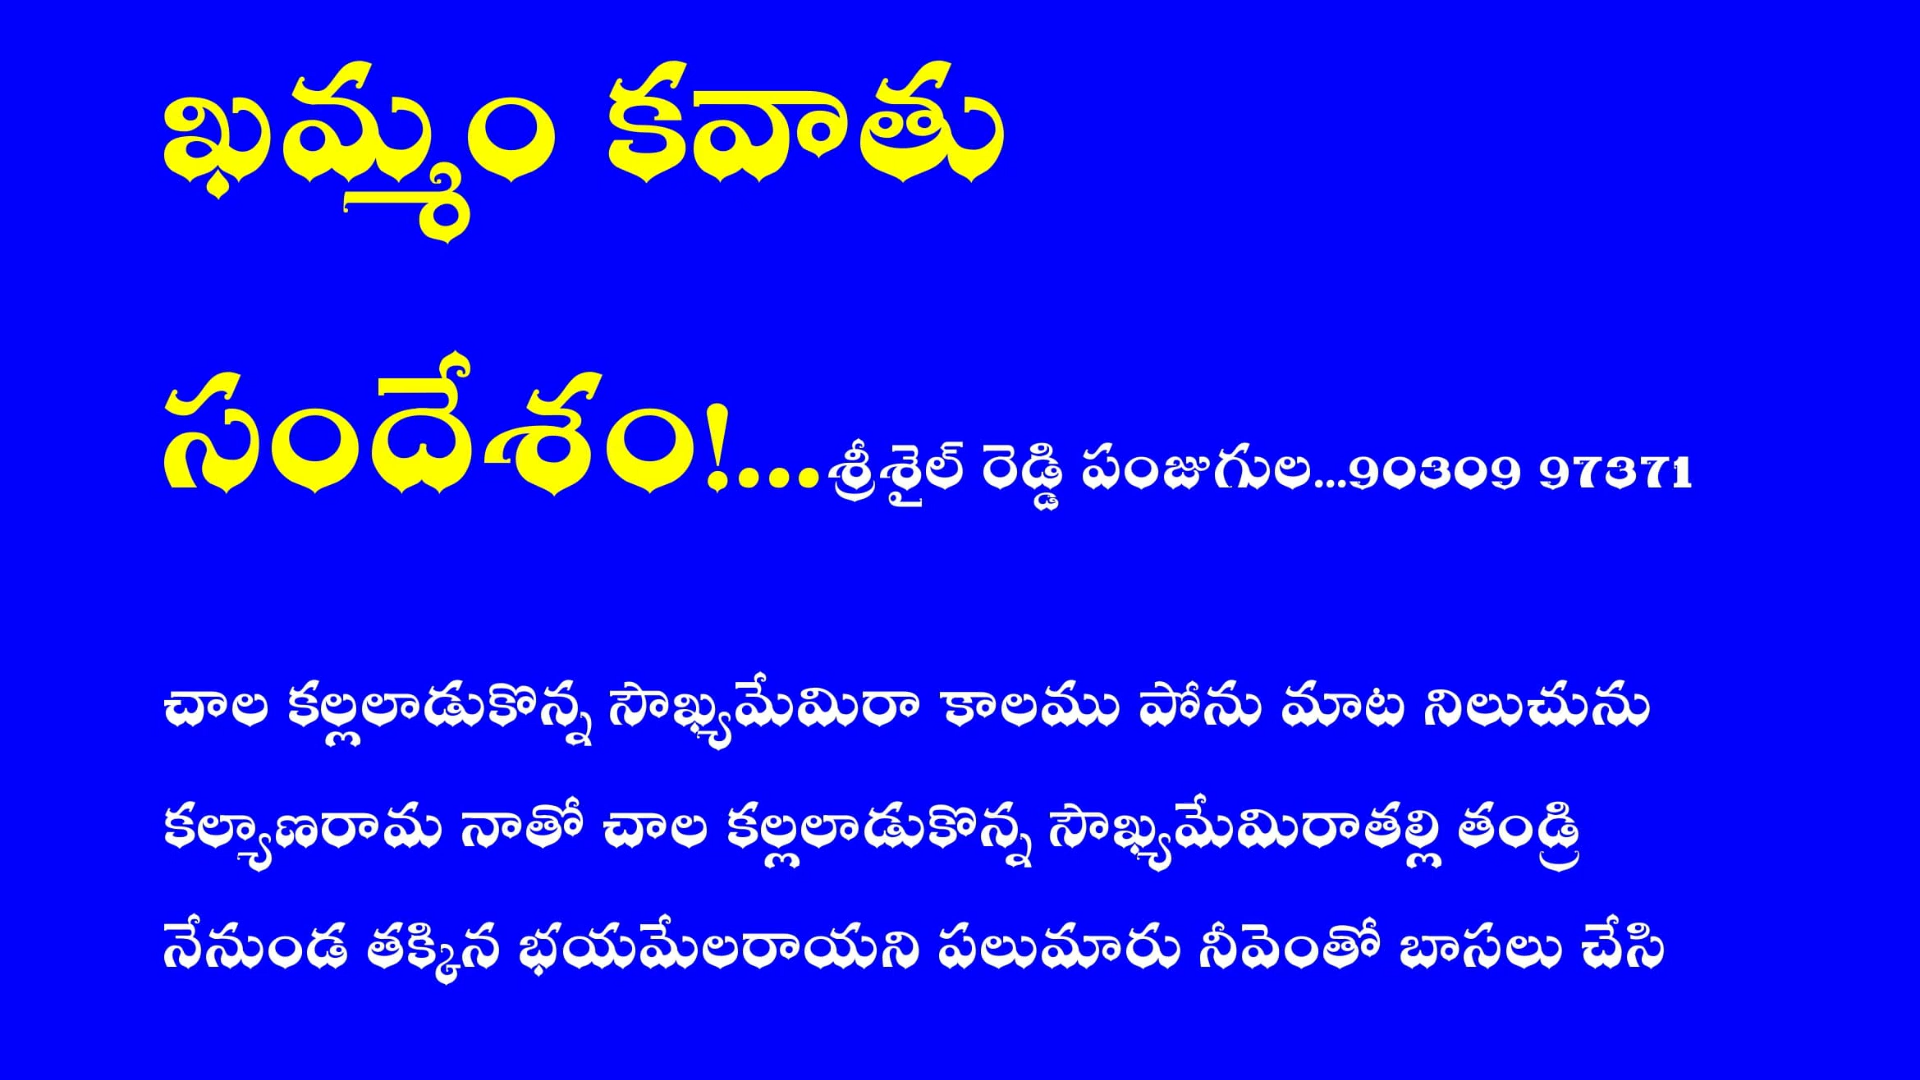 ఖమ్మం కవాతు
సందేశం!...శ్రీశైల్ రెడ్డి పంజుగుల...90309 97371
చాల కల్లలాడుకొన్న సౌఖ్యమేమిరా కాలము పోను మాట నిలుచును
కల్యాణరామ నాతో చాల కల్లలాడుకొన్న సౌఖ్యమేమిరాతల్లి తండ్రి
నేనుండ తక్కిన భయమేలరాయని పలుమారు నీవెంతో బాసలు చేసి